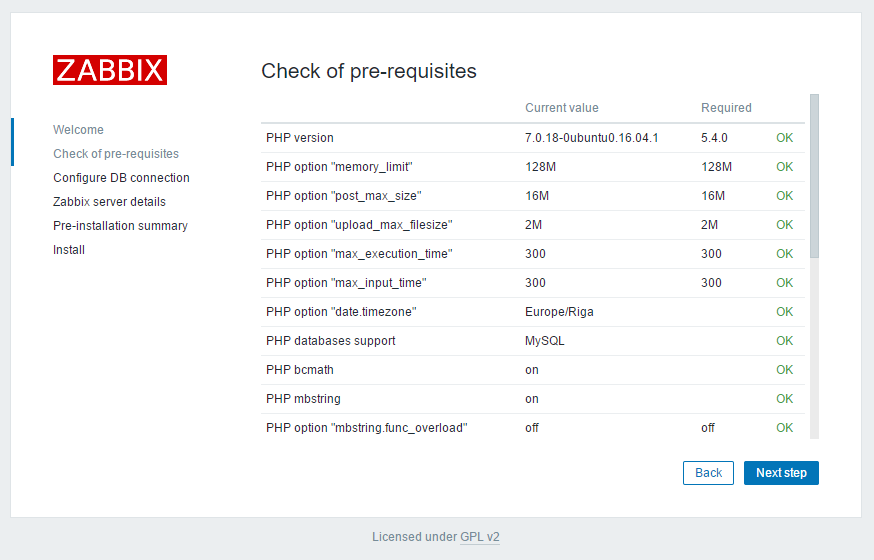 ZABBIX
Welcome
Check of pre-requisites
Configure DB connection
Zabbix server details
Pre-installation summary
Install
Check of pre-requisites
Current value Required
PHP version 7.0.18-0ubuntu0.16.04.1 5.4.0 OK
PHP option "memory_limit" 128M 128M OK
PHP option "post_max_size" 16M 16M OK
PHP option "upload_max_filesize" 2M 2M OK
PHP option "max_execution_time" 300 300 OK
PHP option "max_input_time" 300 300 OK
PHP option "date.timezone" Europe/Riga OK
PHP databases support MySQL OK
PHP bcmath on OK
PHP mbstring on OK
PHP option "mbstring.func_overload" off off OK
Back Next step
Licensed under GPL v2